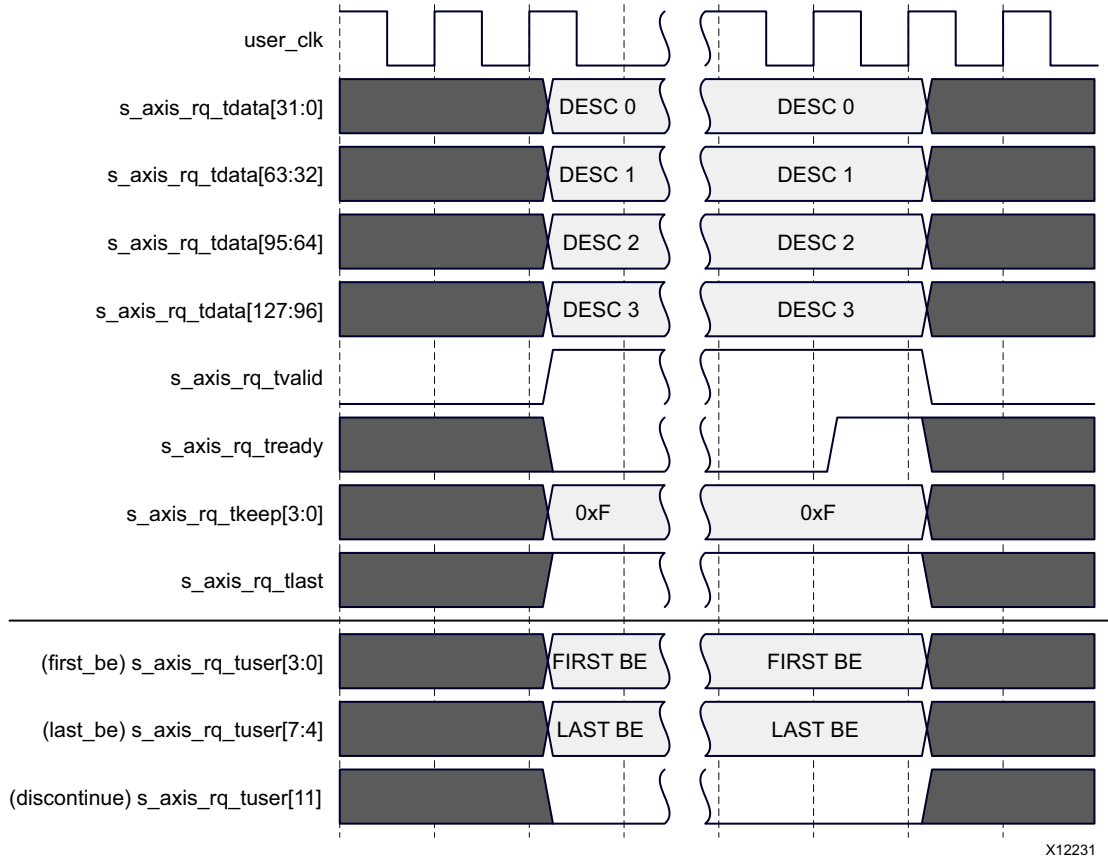 user_clk
s_axis_rq_tdata[31:0] DESC 0 DESC 0
s_axis_rq_tdata[63:32] DESC 1 DESC 1
s_axis_rq_tdata[95:64] DESC 2 DESC 2
s_axis_rq_tdata[127:96] DESC 3 DESC 3
s_axis_rq_tvalid
s_axis_rq_tready
s_axis_rq_tkeep[3:0] 0xF 0xF
s_axis_rq_tlast
(first_be) s_axis_rq_tuser[3:0] FIRST BE FIRST BE
(last_be) s_axis_rq_tuser[7:4] LAST BE LAST BE
(discontinue) s_axis_rq_tuser[11]
X12231